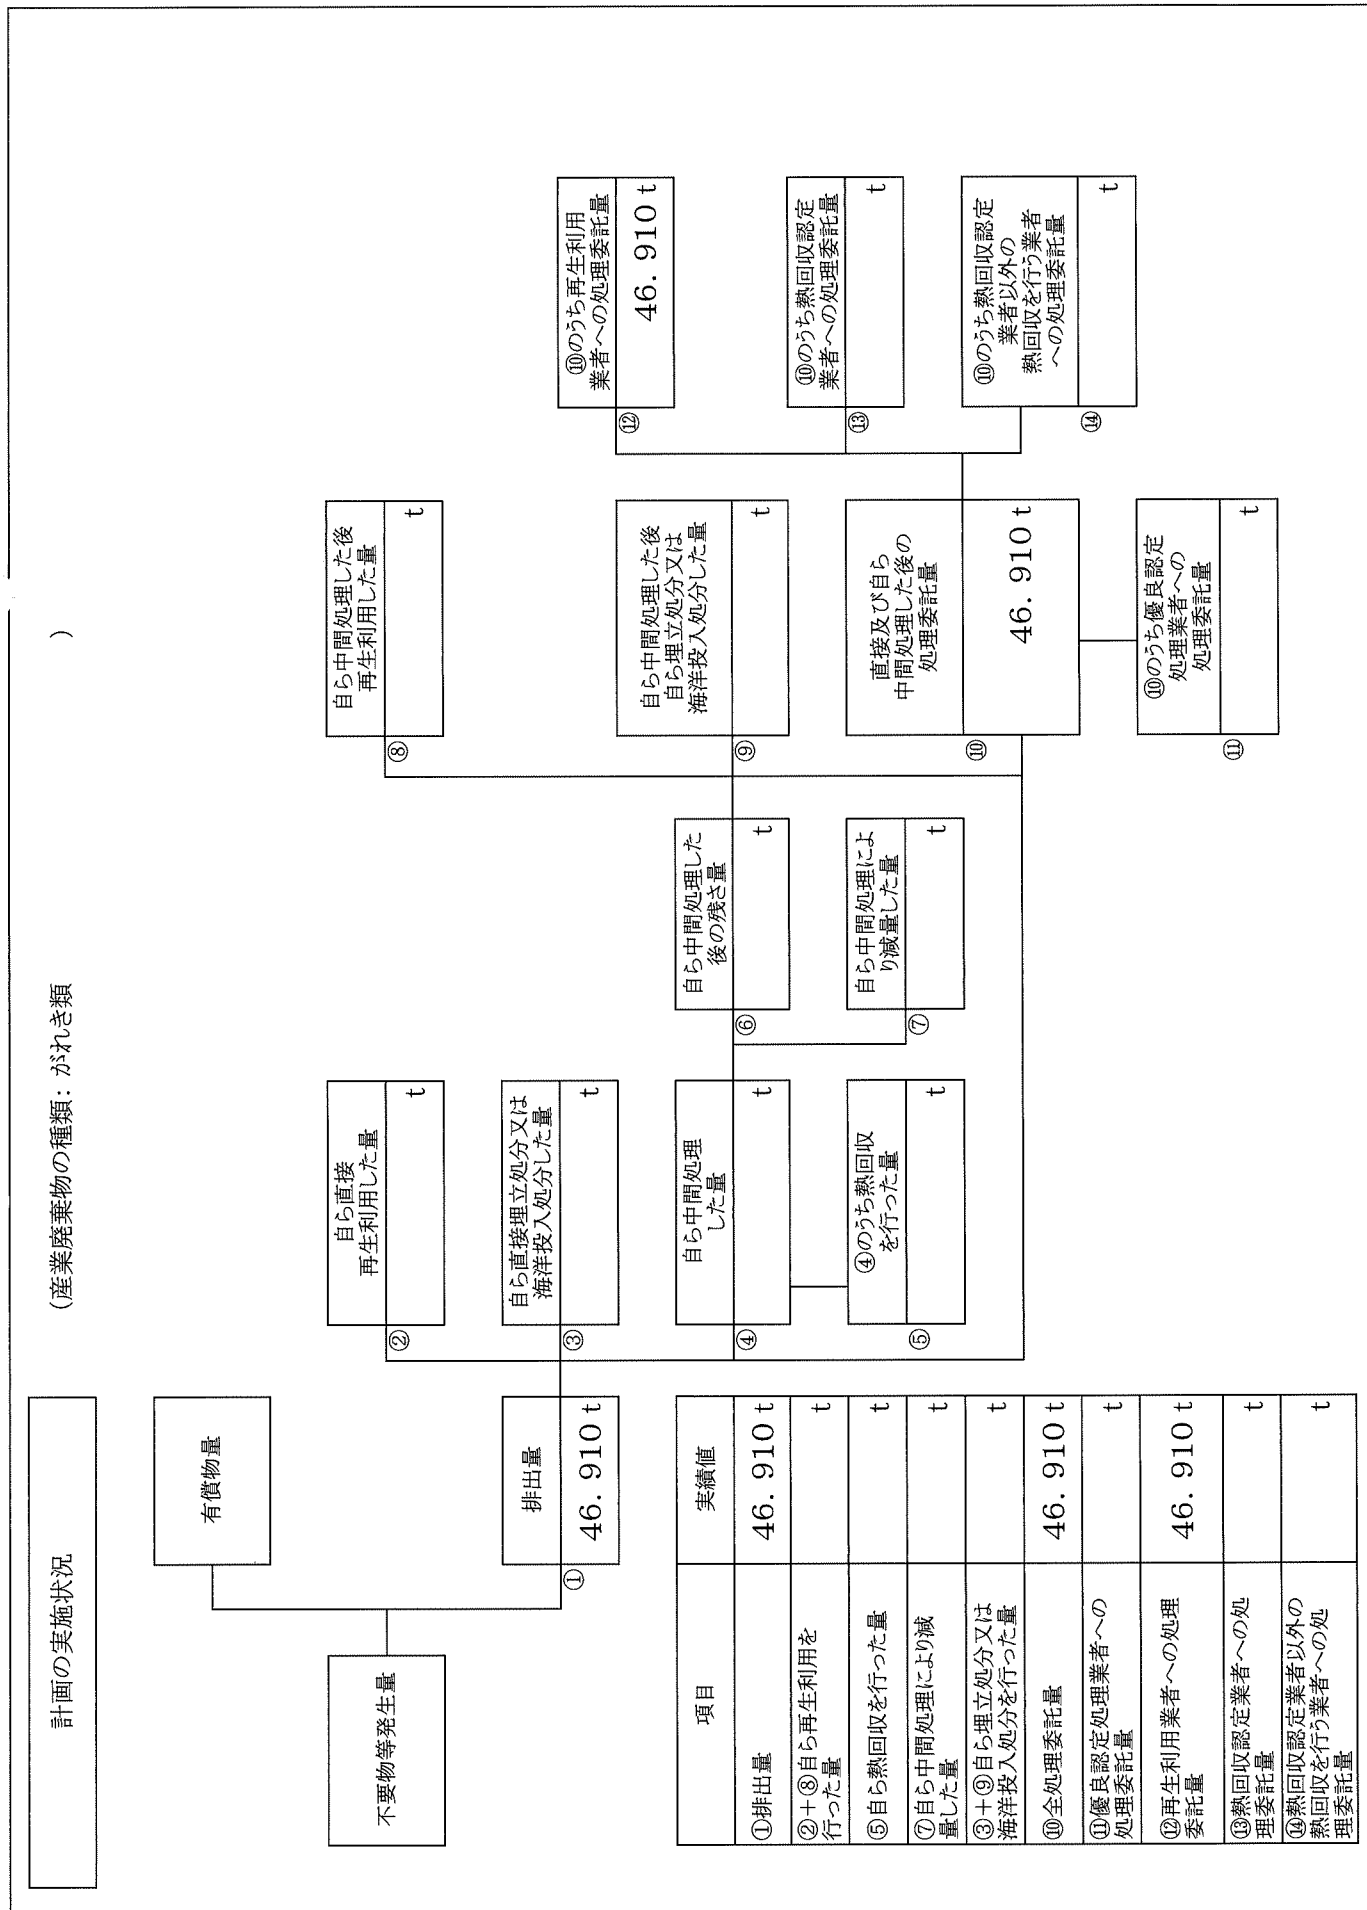 計画の実施状況
(産業廃棄物の種類：がれき類 )
不要物等発生量
有償物量
排出量
① 46.910 t
自ら直接
再生利用した量
② t
自ら直接埋立処分又は
海洋投入処分した量
③ t
自ら中間処理
した量
④ t
④のうち熱回収
を行った量
⑤ t
自ら中間処理した
後の残さ量
⑥ t
自ら中間処理によ
り減量した量
⑦ t
自ら中間処理した後
再生利用した量
⑧ t
自ら中間処理した後
自ら埋立処分又は
海洋投入処分した量
⑨ t
直接及び自ら
中間処理した後の
処理委託量
⑩ 46.910 t
⑩のうち優良認定
処理業者への
処理委託量
⑪ t
⑩のうち再生利用
業者への処理委託量
⑫ 46.910 t
⑩のうち熱回収認定
業者への処理委託量
⑬ t
⑩のうち熱回収認定
業者以外の
熱回収を行う業者
への処理委託量
⑭ t
項目 実績値
①排出量 46.910 t
②＋⑧自ら再生利用を
行った量 t
⑤自ら熱回収を行った量 t
⑦自ら中間処理により減
量した量 t
③＋⑨自ら埋立処分又は
海洋投入処分を行った量 t
⑩全処理委託量 46.910 t
⑪優良認定処理業者への
処理委託量 t
⑫再生利用業者への処理
委託量 46.910 t
⑬熱回収認定業者への処
理委託量 t
⑭熱回収認定業者以外の
熱回収を行う業者への処
理委託量 t